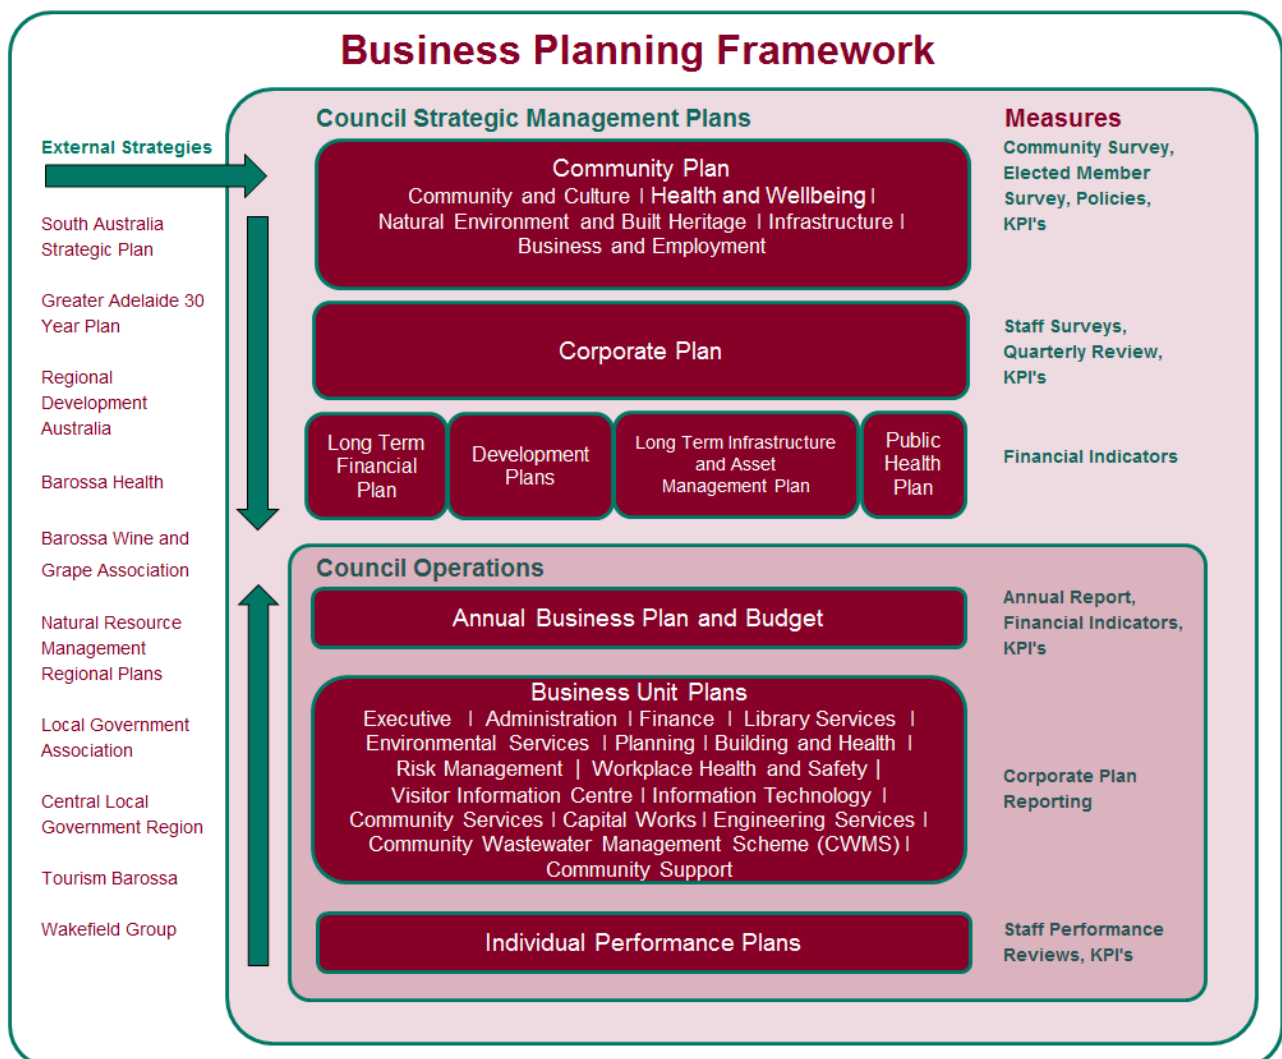 Business Planning Framework
External Strategies
South Australia
Strategic Plan
Greater Adelaide 30
Year Plan
Regional
Development
Australia
Barossa Health
Barossa Wine and
Grape Association
Natural Resource
Management
Regional Plans
Local Government
Association
Central Local
Government Region
Tourism Barossa
Wakefield Group
Council Strategic Management Plans
Community Plan
Community and Culture | Health and Wellbeing |
Natural Environment and Built Heritage | Infrastructure |
Business and Employment
Corporate Plan
Long Term
Financial
Plan
Development
Plans
Long Term Infrastructure
and Asset
Management Plan
Public
Health
Plan
Council Operations
Annual Business Plan and Budget
Business Unit Plans
Executive | Administration | Finance | Library Services |
Environmental Services | Planning | Building and Health |
Risk Management | Workplace Health and Safety |
Visitor Information Centre | Information Technology |
Community Services | Capital Works | Engineering Services |
Community Wastewater Management Scheme (CWMS) |
Community Support
Individual Performance Plans
Measures
Community Survey,
Elected Member
Survey, Policies,
KPI's
Staff Surveys,
Quarterly Review,
KPI's
Financial Indicators
Annual Report,
Financial Indicators,
KPI's
Corporate Plan
Reporting
Staff Performance
Reviews, KPI's